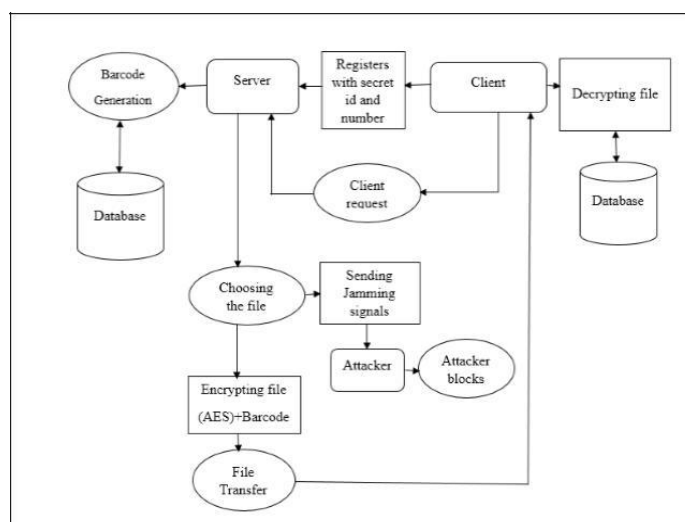 Barcode
Generation
Server
Registers
with secret
id and
number
Client
Decrypting file
Database
Client
request
Database
Choosing
the file
Sending
Jamming
signals
Attacker
Attacker
blocks
Encrypting file
(AES)+Barcode
File
Transfer